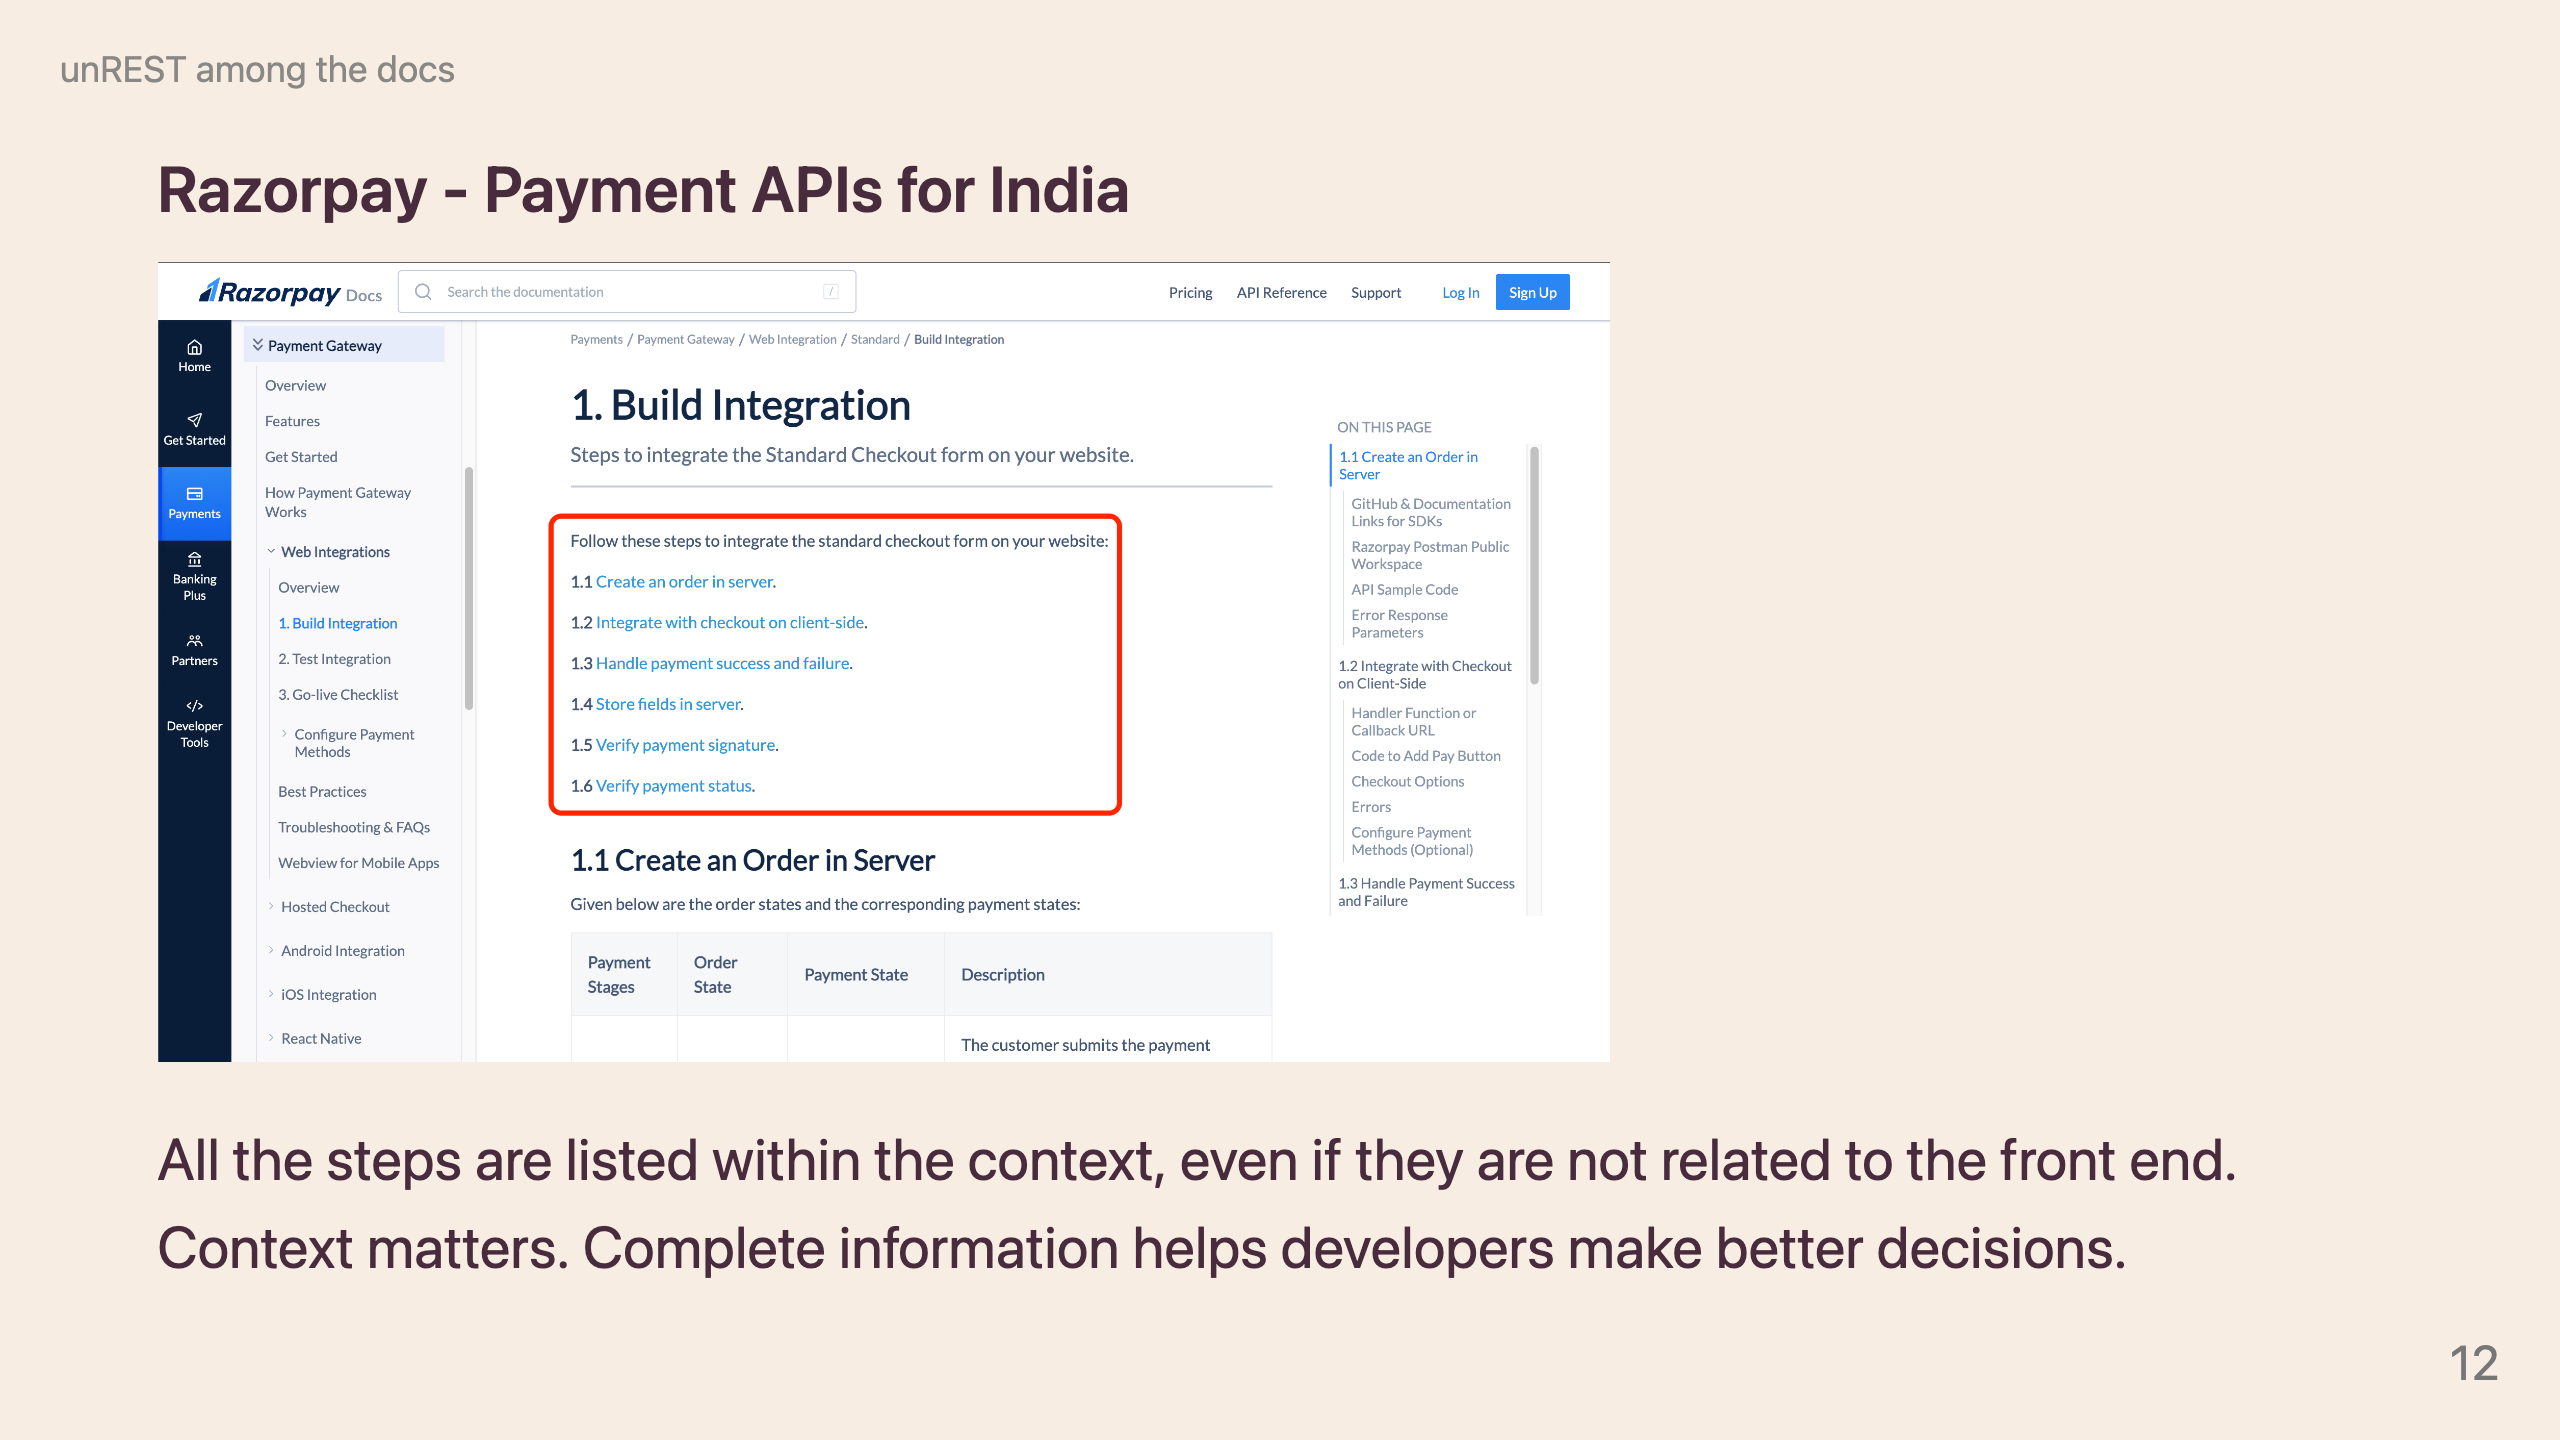 unREST among the docs
Razorpay - Payment APIs for India
Razorpay Docs
Search the documentation
/
Pricing
API Reference
Support
Log In
Sign Up
Home
Get Started
Payments
Banking
Plus
Partners
</>
Developer
Tools
Payment Gateway
Overview
Features
Get Started
How Payment Gateway
Works
Web Integrations
Overview
1. Build Integration
2. Test Integration
3. Go-live Checklist
Configure Payment
Methods
Best Practices
Troubleshooting & FAQs
Webview for Mobile Apps
Hosted Checkout
Android Integration
iOS Integration
React Native
Payments / Payment Gateway / Web Integration / Standard / Build Integration
1. Build Integration
Steps to integrate the Standard Checkout form on your website.
Follow these steps to integrate the standard checkout form on your website:
1.1 Create an order in server.
1.2 Integrate with checkout on client-side.
1.3 Handle payment success and failure.
1.4 Store fields in server.
1.5 Verify payment signature.
1.6 Verify payment status.
1.1 Create an Order in Server
Given below are the order states and the corresponding payment states:
Payment
Stages
Order
State
Payment State
Description
The customer submits the payment
ON THIS PAGE
1.1 Create an Order in
Server
GitHub & Documentation
Links for SDKs
Razorpay Postman Public
Workspace
API Sample Code
Error Response
Parameters
1.2 Integrate with Checkout
on Client-Side
Handler Function or
Callback URL
Code to Add Pay Button
Checkout Options
Errors
Configure Payment
Methods (Optional)
1.3 Handle Payment Success
and Failure
All the steps are listed within the context, even if they are not related to the front end.
Context matters. Complete information helps developers make better decisions.
12